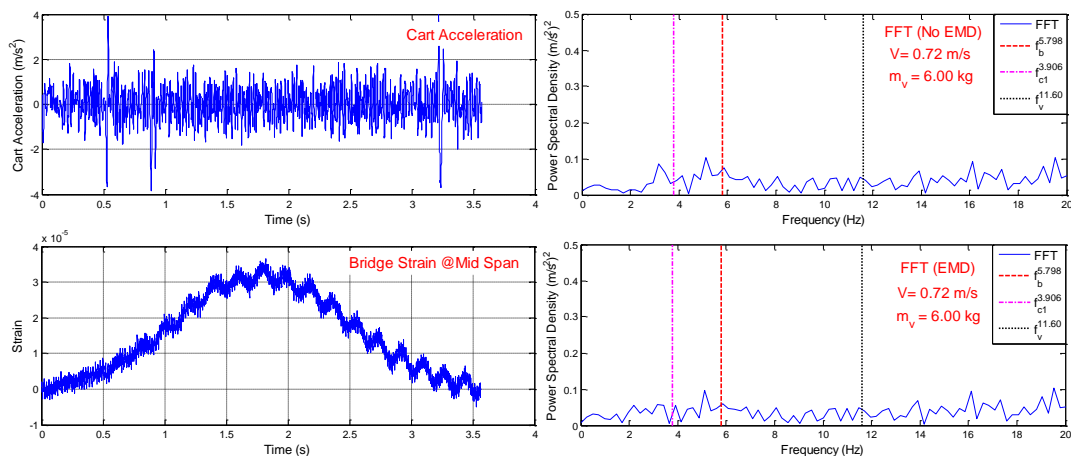 4
2
0
-2
-4
0
0.5
1
1.5
2
2.5
3
3.5
4
Cart Acceleration (m/s²)
Time (s)
Cart Acceleration
0.5
0.4
0.3
0.2
0.1
0
0
2
4
6
8
10
12
14
16
18
20
Power Spectral Density (m/s²)²
Frequency (Hz)
FFT (No EMD)
V= 0.72 m/s
m_v = 6.00 kg
FFT
f_b^5.798
f_c1^3.906
f_v^11.60
x 10^-5
4
3
2
1
0
-1
0
0.5
1
1.5
2
2.5
3
3.5
4
Strain
Time (s)
Bridge Strain @Mid Span
0.5
0.4
0.3
0.2
0.1
0
0
2
4
6
8
10
12
14
16
18
20
Power Spectral Density (m/s²)²
Frequency (Hz)
FFT (EMD)
V= 0.72 m/s
m_v = 6.00 kg
FFT
f_b^5.798
f_c1^3.906
f_v^11.60